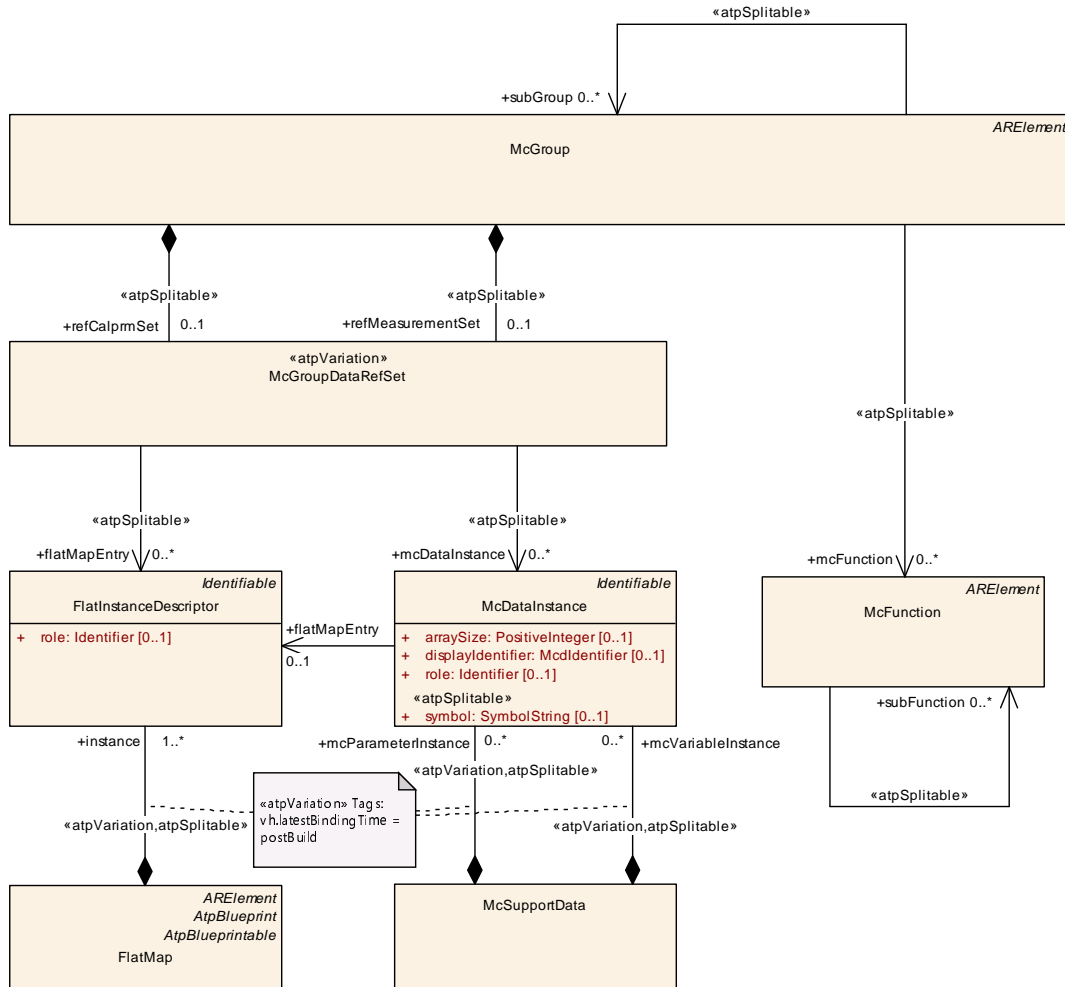 «atpSplitable»
+subGroup 0..*
ARElement
McGroup
«atpSplitable»
«atpSplitable»
+refCalprmSet
0..1
+refMeasurementSet
0..1
«atpVariation»
McGroupDataRefSet
«atpSplitable»
«atpSplitable»
«atpSplitable»
+flatMapEntry
0..*
+mcDataInstance
0..*
+mcFunction
0..*
Identifiable
FlatInstanceDescriptor
+ role: Identifier [0..1]
Identifiable
McDataInstance
+ arraySize: PositiveInteger [0..1]
+ displayIdentifier: McdIdentifier [0..1]
+ role: Identifier [0..1]
«atpSplitable»
+ symbol: SymbolString [0..1]
+flatMapEntry
0..1
ARElement
McFunction
+subFunction 0..*
«atpSplitable»
+instance
1..*
+mcParameterInstance
0..*
0..*
+mcVariableInstance
«atpVariation,atpSplitable»
«atpVariation» Tags:
vh.latestBindingTime =
postBuild
«atpVariation,atpSplitable»
«atpVariation,atpSplitable»
ARElement
AtpBlueprint
AtpBlueprintable
FlatMap
McSupportData